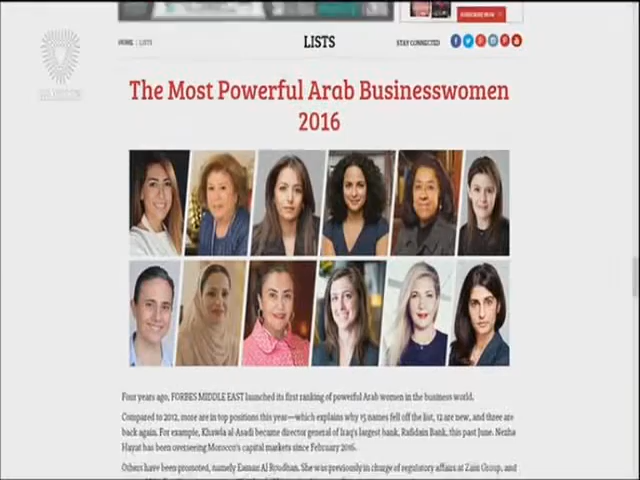 SUBSCRIBE NOW
HOME | LISTS
LISTS
STAY CONNECTED
The Most Powerful Arab Businesswomen
2016
Four years ago, FORBES MIDDLE EAST launched its first ranking of powerful Arab women in the business world.
Compared to 2012, more are in top positions this year—which explains why 15 names fell off the list, 12 are new, and three are
back again. For example, Khawla al-Asadi became director general of Iraq's largest bank, Rafidain Bank, this past June. Nezha
Hayat has been overseeing Morocco's capital markets since February 2016.
Others have been promoted, namely Eaman Al Roudhan. She was previously in charge of regulatory affairs at Zain Group, and